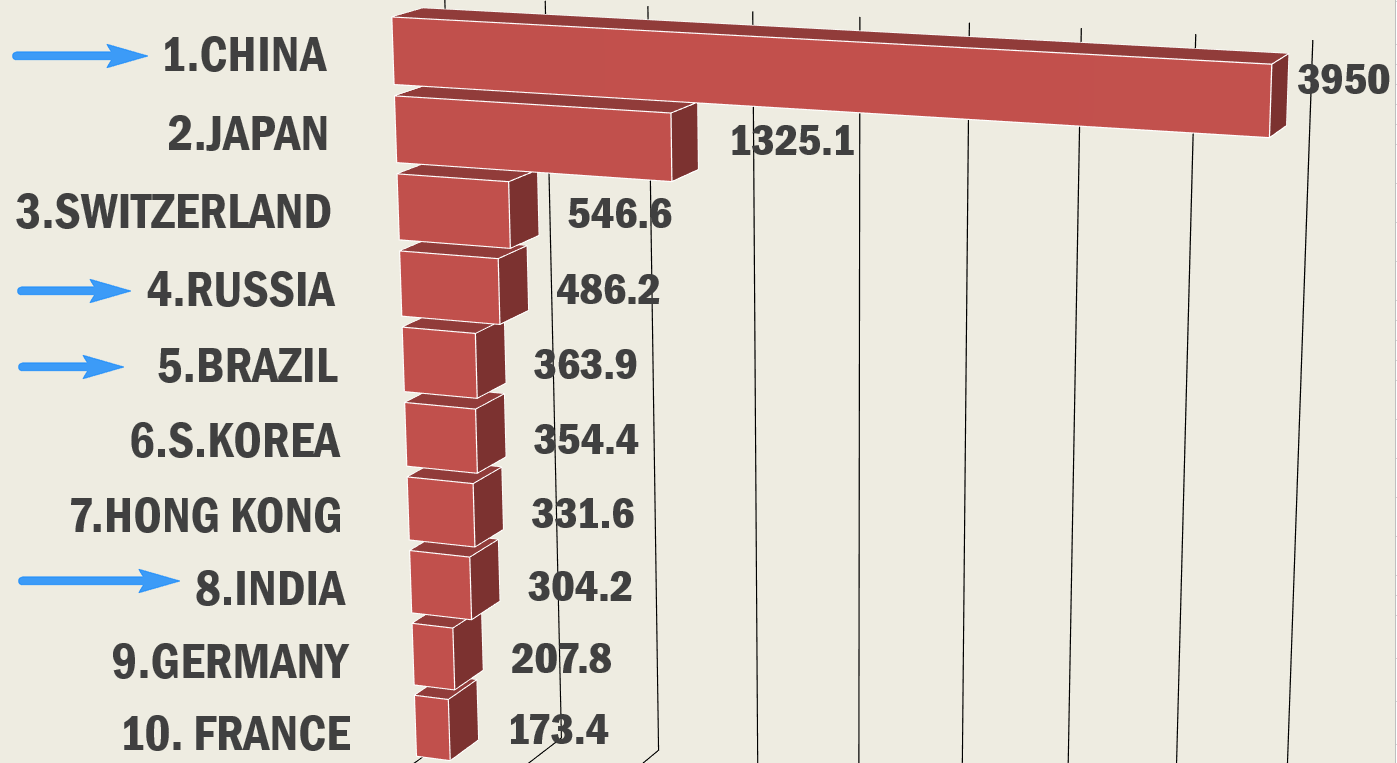 1.CHINA 3950
2.JAPAN 1325.1
3.SWITZERLAND 546.6
4.RUSSIA 486.2
5.BRAZIL 363.9
6.S.KOREA 354.4
7.HONG KONG 331.6
8.INDIA 304.2
9.GERMANY 207.8
10. FRANCE 173.4